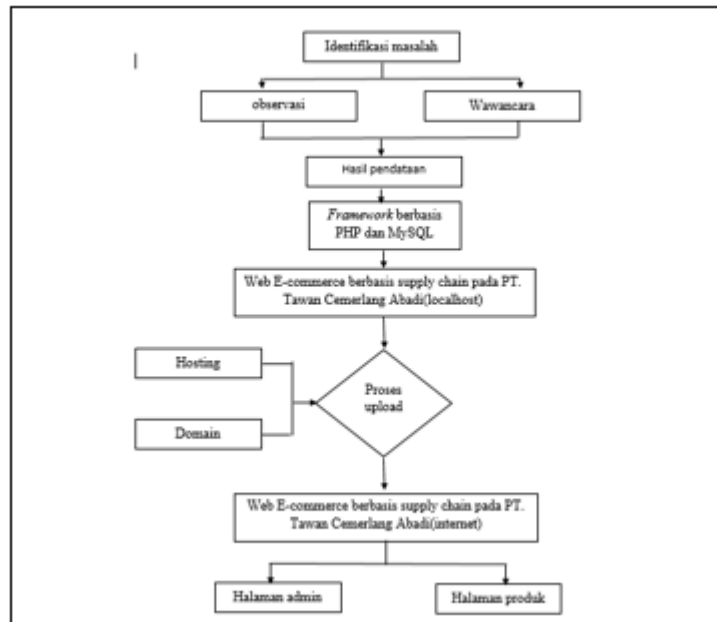 Identifikasi masalah
observasi
Wawancara
Hasil pendataan
Framework berbasis
PHP dan MySQL
Web E-commerce berbasis supply chain pada PT.
Tawan Cemerlang Abadi(localhost)
Hosting
Proses
upload
Domain
Web E-commerce berbasis supply chain pada PT.
Tawan Cemerlang Abadi(internet)
Halaman admin
Halaman produk